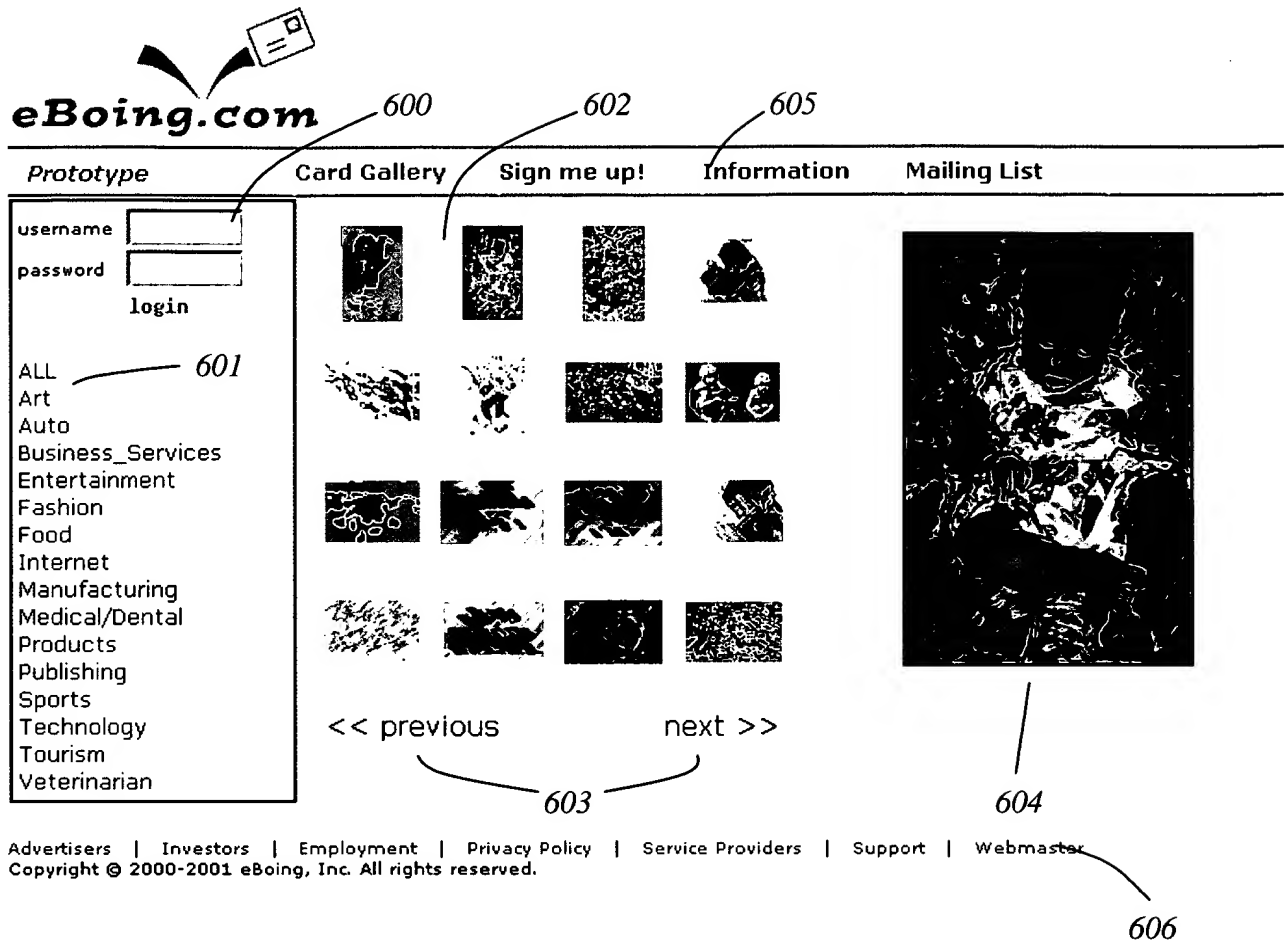 eBoing.com
600
602
605
Prototype
Card Gallery
Sign me up!
Information
Mailing List
username
password
login
601
ALL
Art
Auto
Business_Services
Entertainment
Fashion
Food
Internet
Manufacturing
Medical/Dental
Products
Publishing
Sports
Technology
Tourism
Veterinarian
<< previous
next >>
603
604
Advertisers | Investors | Employment | Privacy Policy | Service Providers | Support | Webmaster
Copyright © 2000-2001 eBoing, Inc. All rights reserved.
606